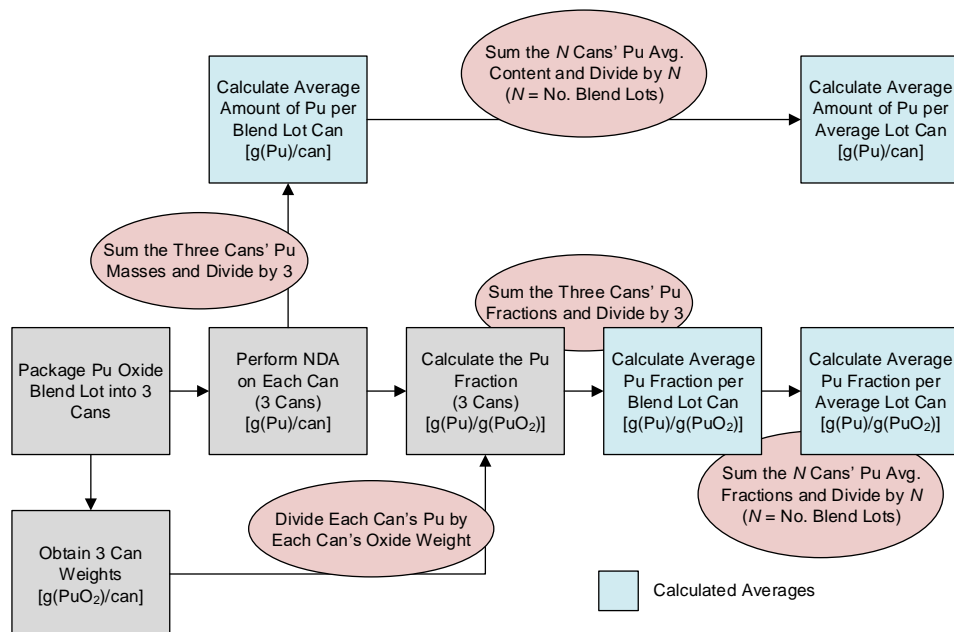 Sum the N Cans’ Pu Avg.
Content and Divide by N
(N = No. Blend Lots)
Calculate Average
Amount of Pu per
Blend Lot Can
[g(Pu)/can]
Calculate Average
Amount of Pu per
Average Lot Can
[g(Pu)/can]
Sum the Three Cans’ Pu
Masses and Divide by 3
Sum the Three Cans’ Pu
Fractions and Divide by 3
Package Pu Oxide
Blend Lot into 3
Cans
Perform NDA
on Each Can
(3 Cans)
[g(Pu)/can]
Calculate the Pu
Fraction
(3 Cans)
[g(Pu)/g(PuO₂)]
Calculate Average
Pu Fraction per
Blend Lot Can
[g(Pu)/g(PuO₂)]
Calculate Average
Pu Fraction per
Average Lot Can
[g(Pu)/g(PuO₂)]
Sum the N Cans’ Pu Avg.
Fractions and Divide by N
(N = No. Blend Lots)
Divide Each Can’s Pu by
Each Can’s Oxide Weight
Obtain 3 Can
Weights
[g(PuO₂)/can]
Calculated Averages